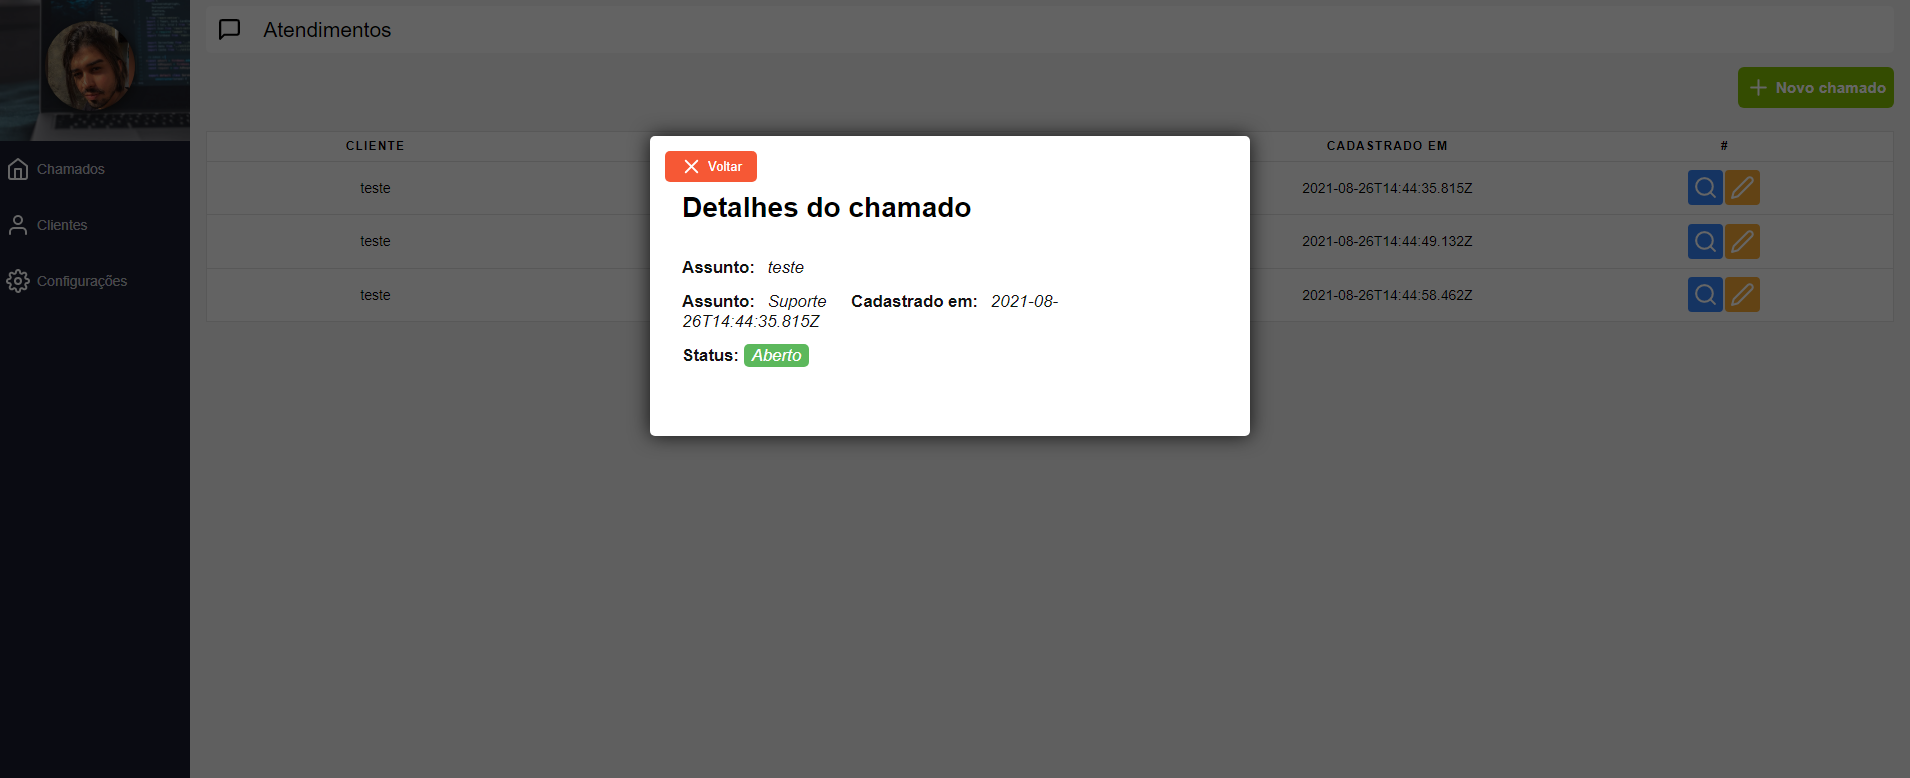 Atendimentos
Novo chamado
Chamados
Clientes
Configurações
CLIENTE
CADASTRADO EM
#
teste
2021-08-26T14:44:35.815Z
teste
2021-08-26T14:44:49.132Z
teste
2021-08-26T14:44:58.462Z
Voltar
Detalhes do chamado
Assunto: teste
Assunto: Suporte Cadastrado em: 2021-08-
26T14:44:35.815Z
Status: Aberto